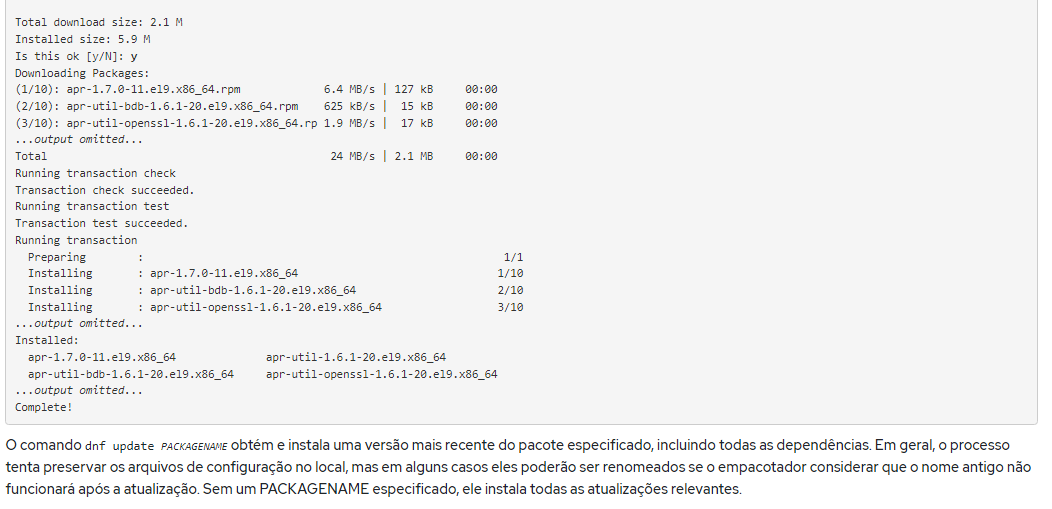 Total download size: 2.1 M
Installed size: 5.9 M
Is this ok [y/N]: y
Downloading Packages:
(1/10): apr-1.7.0-11.el9.x86_64.rpm             6.4 MB/s | 127 kB     00:00
(2/10): apr-util-bdb-1.6.1-20.el9.x86_64.rpm    625 kB/s |  15 kB     00:00
(3/10): apr-util-openssl-1.6.1-20.el9.x86_64.rp 1.9 MB/s |  17 kB     00:00
...output omitted...
Total                                            24 MB/s | 2.1 MB     00:00
Running transaction check
Transaction check succeeded.
Running transaction test
Transaction test succeeded.
Running transaction
  Preparing        :                                                        1/1
  Installing       : apr-1.7.0-11.el9.x86_64                               1/10
  Installing       : apr-util-bdb-1.6.1-20.el9.x86_64                      2/10
  Installing       : apr-util-openssl-1.6.1-20.el9.x86_64                  3/10
...output omitted...
Installed:
  apr-1.7.0-11.el9.x86_64              apr-util-1.6.1-20.el9.x86_64
  apr-util-bdb-1.6.1-20.el9.x86_64     apr-util-openssl-1.6.1-20.el9.x86_64
...output omitted...
Complete!
O comando dnf update PACKAGENAME obtém e instala uma versão mais recente do pacote especificado, incluindo todas as dependências. Em geral, o processo
tenta preservar os arquivos de configuração no local, mas em alguns casos eles poderão ser renomeados se o empacotador considerar que o nome antigo não
funcionará após a atualização. Sem um PACKAGENAME especificado, ele instala todas as atualizações relevantes.